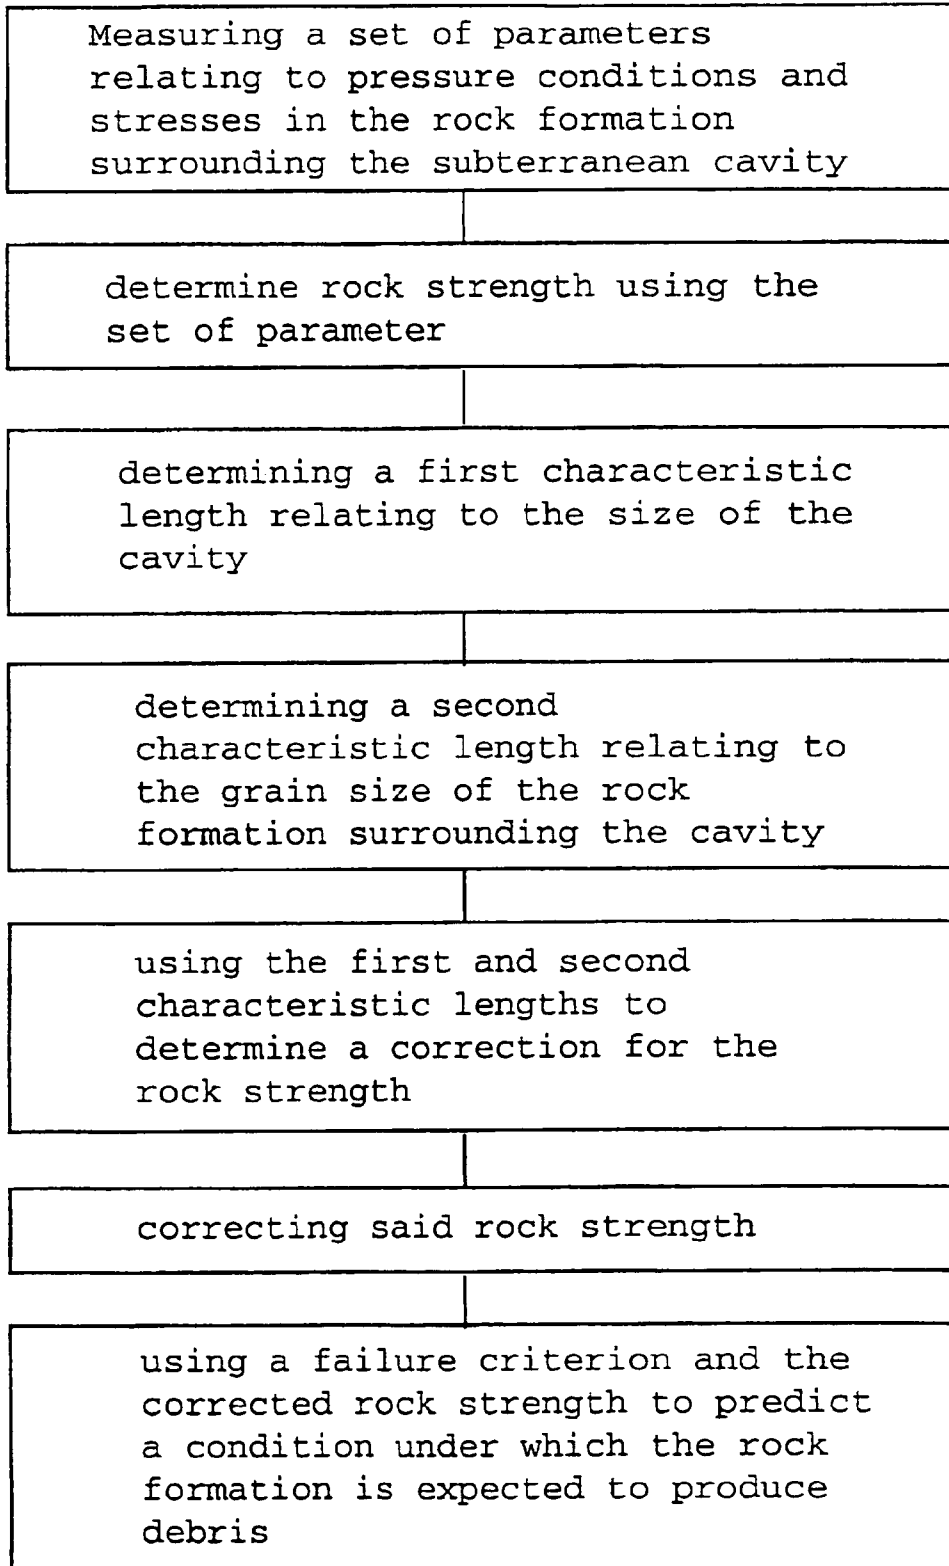 Measuring a set of parameters
relating to pressure conditions and
stresses in the rock formation
surrounding the subterranean cavity
determine rock strength using the
set of parameter
determining a first characteristic
length relating to the size of the
cavity
determining a second
characteristic length relating to
the grain size of the rock
formation surrounding the cavity
using the first and second
characteristic lengths to
determine a correction for the
rock strength
correcting said rock strength
using a failure criterion and the
corrected rock strength to predict
a condition under which the rock
formation is expected to produce
debris